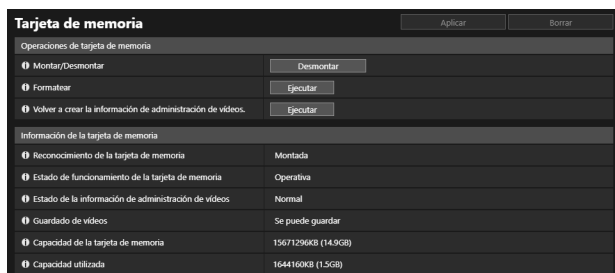 Tarjeta de memoria
Aplicar
Borrar
Operaciones de tarjeta de memoria
Montar/Desmontar
Desmontar
Formatear
Ejecutar
Volver a crear la información de administración de vídeos.
Ejecutar
Información de la tarjeta de memoria
Reconocimiento de la tarjeta de memoria
Montada
Estado de funcionamiento de la tarjeta de memoria
Operativa
Estado de la información de administración de vídeos
Normal
Guardado de vídeos
Se puede guardar
Capacidad de la tarjeta de memoria
15671296KB (14.9GB)
Capacidad utilizada
1644160KB (1.5GB)